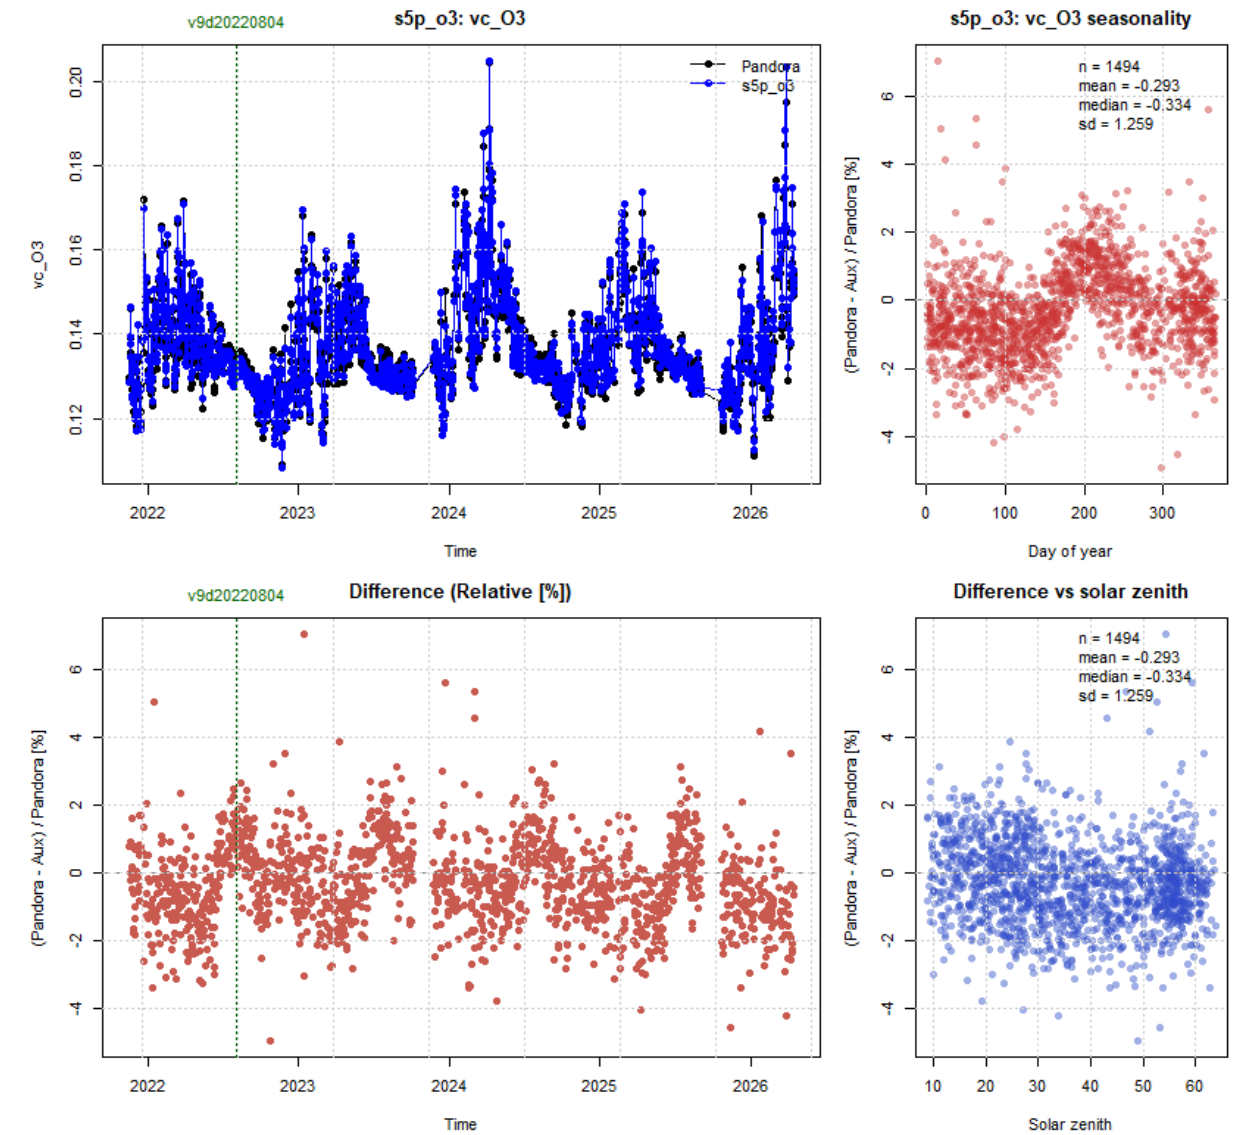 v9d20220804
s5p_o3: vc_O3
Pandora
s5p_o3
vc_O3
0.20
0.18
0.16
0.14
0.12
2022 2023 2024 2025 2026
Time
s5p_o3: vc_O3 seasonality
n = 1494
mean = -0.293
median = -0.334
sd = 1.259
(Pandora - Aux) / Pandora [%]
6
4
2
0
-2
-4
0 100 200 300
Day of year
v9d20220804
Difference (Relative [%])
(Pandora - Aux) / Pandora [%]
6
4
2
0
-2
-4
2022 2023 2024 2025 2026
Time
Difference vs solar zenith
n = 1494
mean = -0.293
median = -0.334
sd = 1.259
(Pandora - Aux) / Pandora [%]
6
4
2
0
-2
-4
10 20 30 40 50 60
Solar zenith